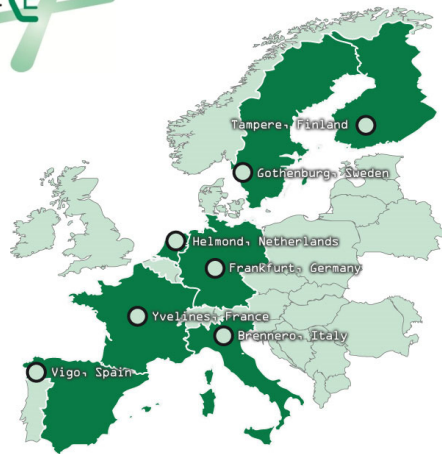 Tampere, Finland
Gothenburg, Sweden
Helmond, Netherlands
Frankfurt, Germany
Yvelines, France
Brennero, Italy
Vigo, Spain